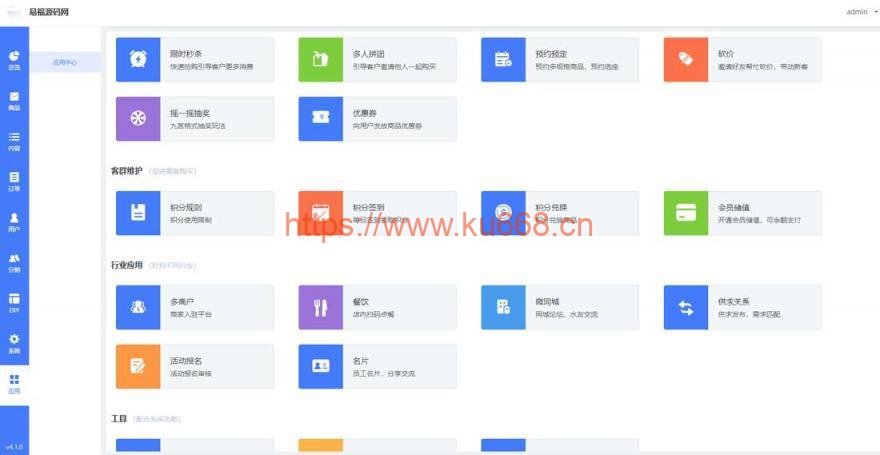 易福源码网
admin
总览
商品
内容
订单
用户
分销
DIY
系统
应用
v4.1.0
应用中心
限时秒杀
快速抢购引导客户更多消费
多人拼团
引导客户邀请他人一起购买
预约预定
预约多规格商品，预约选座
砍价
邀请好友帮忙砍价，带动新客
摇一摇抽奖
九宫格式抽奖玩法
优惠券
向用户发放商品优惠券
客群维护 （促进重复购买）
积分规则
积分使用限制
积分签到
每日签到领取积分
积分兑换
积分兑换商品
会员储值
开通会员储值，可余额支付
https://www.ku868.cn
行业应用 （针对不同行业）
多商户
商家入驻平台
餐饮
店内扫码点餐
微同城
同城论坛、水友交流
供求关系
供求发布，需求匹配
活动报名
活动报名审核
名片
员工名片，分享交流
工具 （配合系统功能）